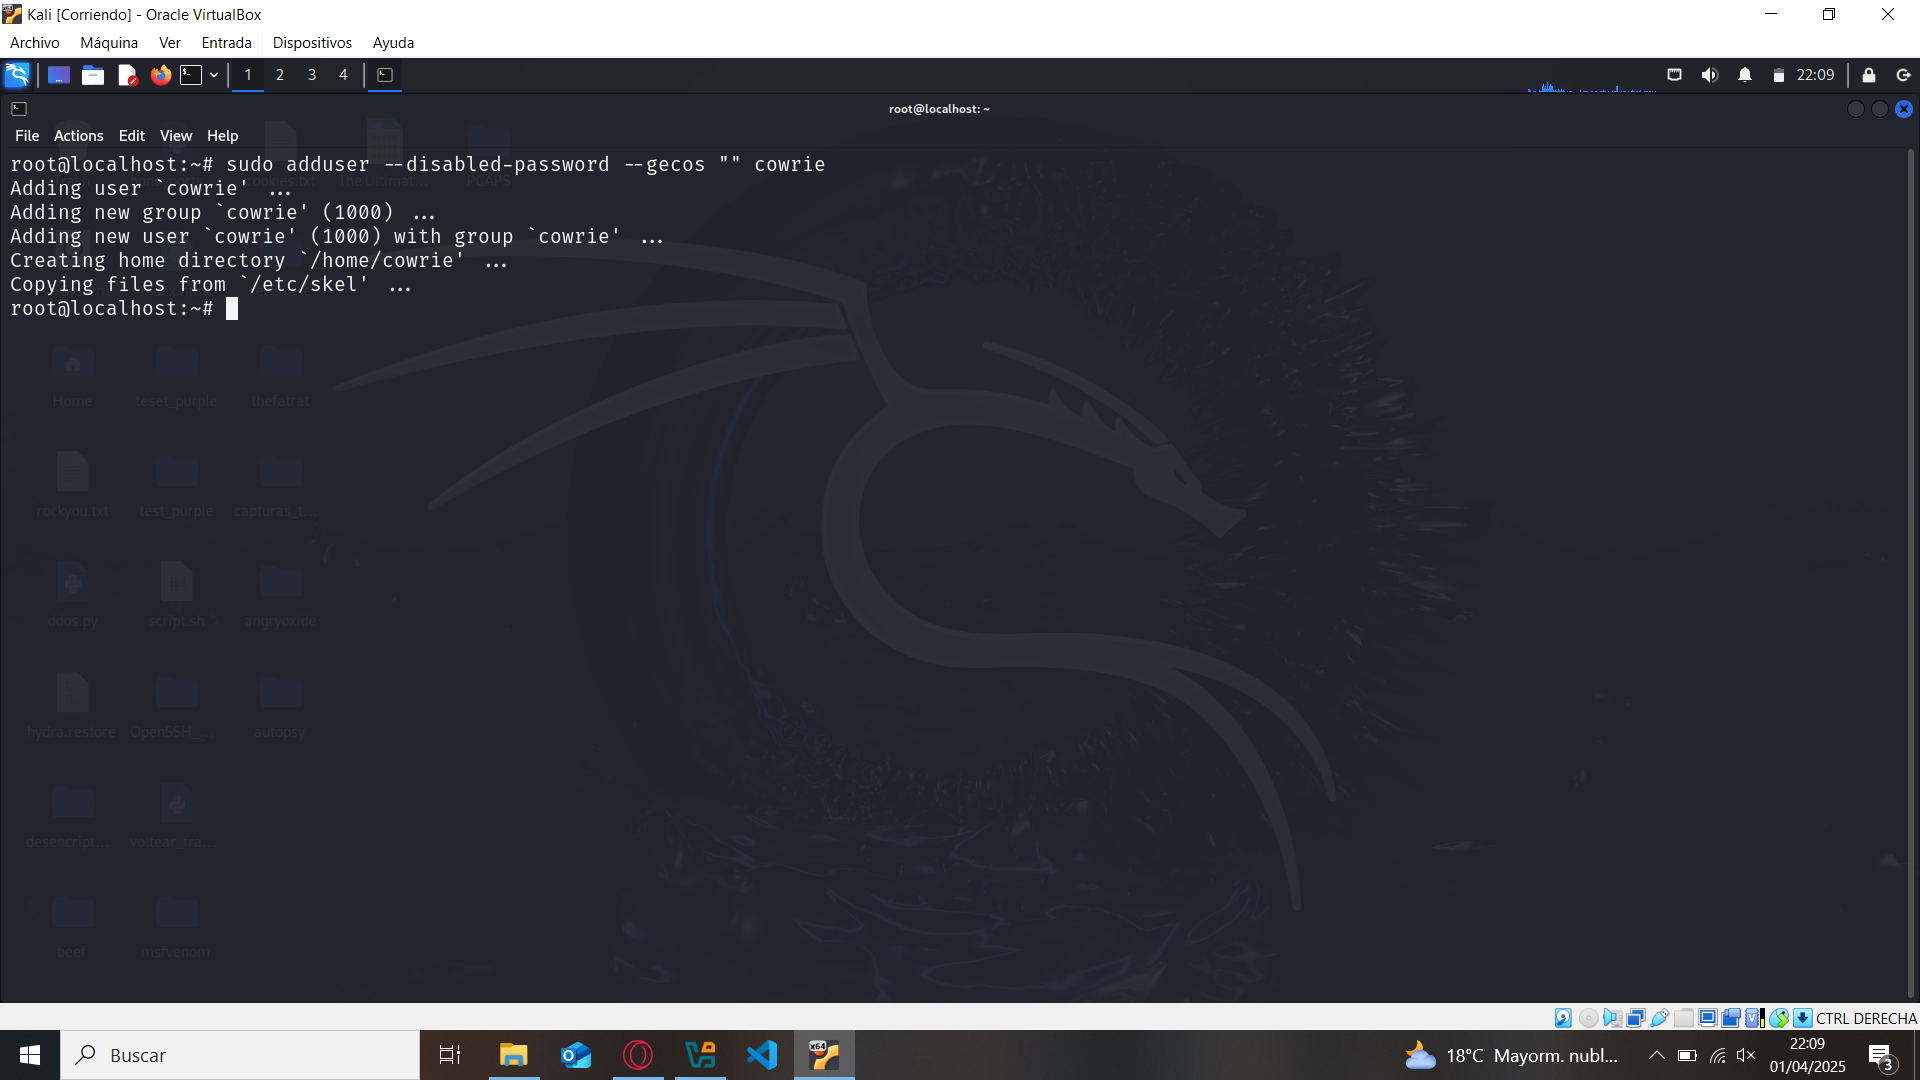 Kali [Corriendo] - Oracle VirtualBox
Archivo Máquina Ver Entrada Dispositivos Ayuda
1 2 3 4 22:09
root@localhost: ~
File Actions Edit View Help
root@localhost:~# sudo adduser --disabled-password --gecos "" cowrie
Adding user `cowrie' ...
Adding new group `cowrie' (1000) ...
Adding new user `cowrie' (1000) with group `cowrie' ...
Creating home directory `/home/cowrie' ...
Copying files from `/etc/skel' ...
root@localhost:~#
Home teset_purple thefatrat
rockyou.txt test_purple capturas_t...
ddos.py script.sh angryoxide
hydra.restore OpenSSH_... autopsy
desencript... voltear_fra...
beef msfvenom
CTRL DERECHA
Buscar
18°C Mayorm. nubl...
22:09
01/04/2025
3